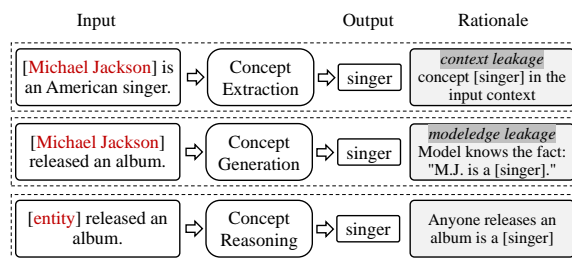 Input Output Rationale
[Michael Jackson] is
an American singer.
Concept
Extraction
singer
context leakage
concept [singer] in the
input context
[Michael Jackson]
released an album.
Concept
Generation
singer
modeledge leakage
Model knows the fact:
"M.J. is a [singer]."
[entity] released an
album.
Concept
Reasoning
singer
Anyone releases an
album is a [singer]